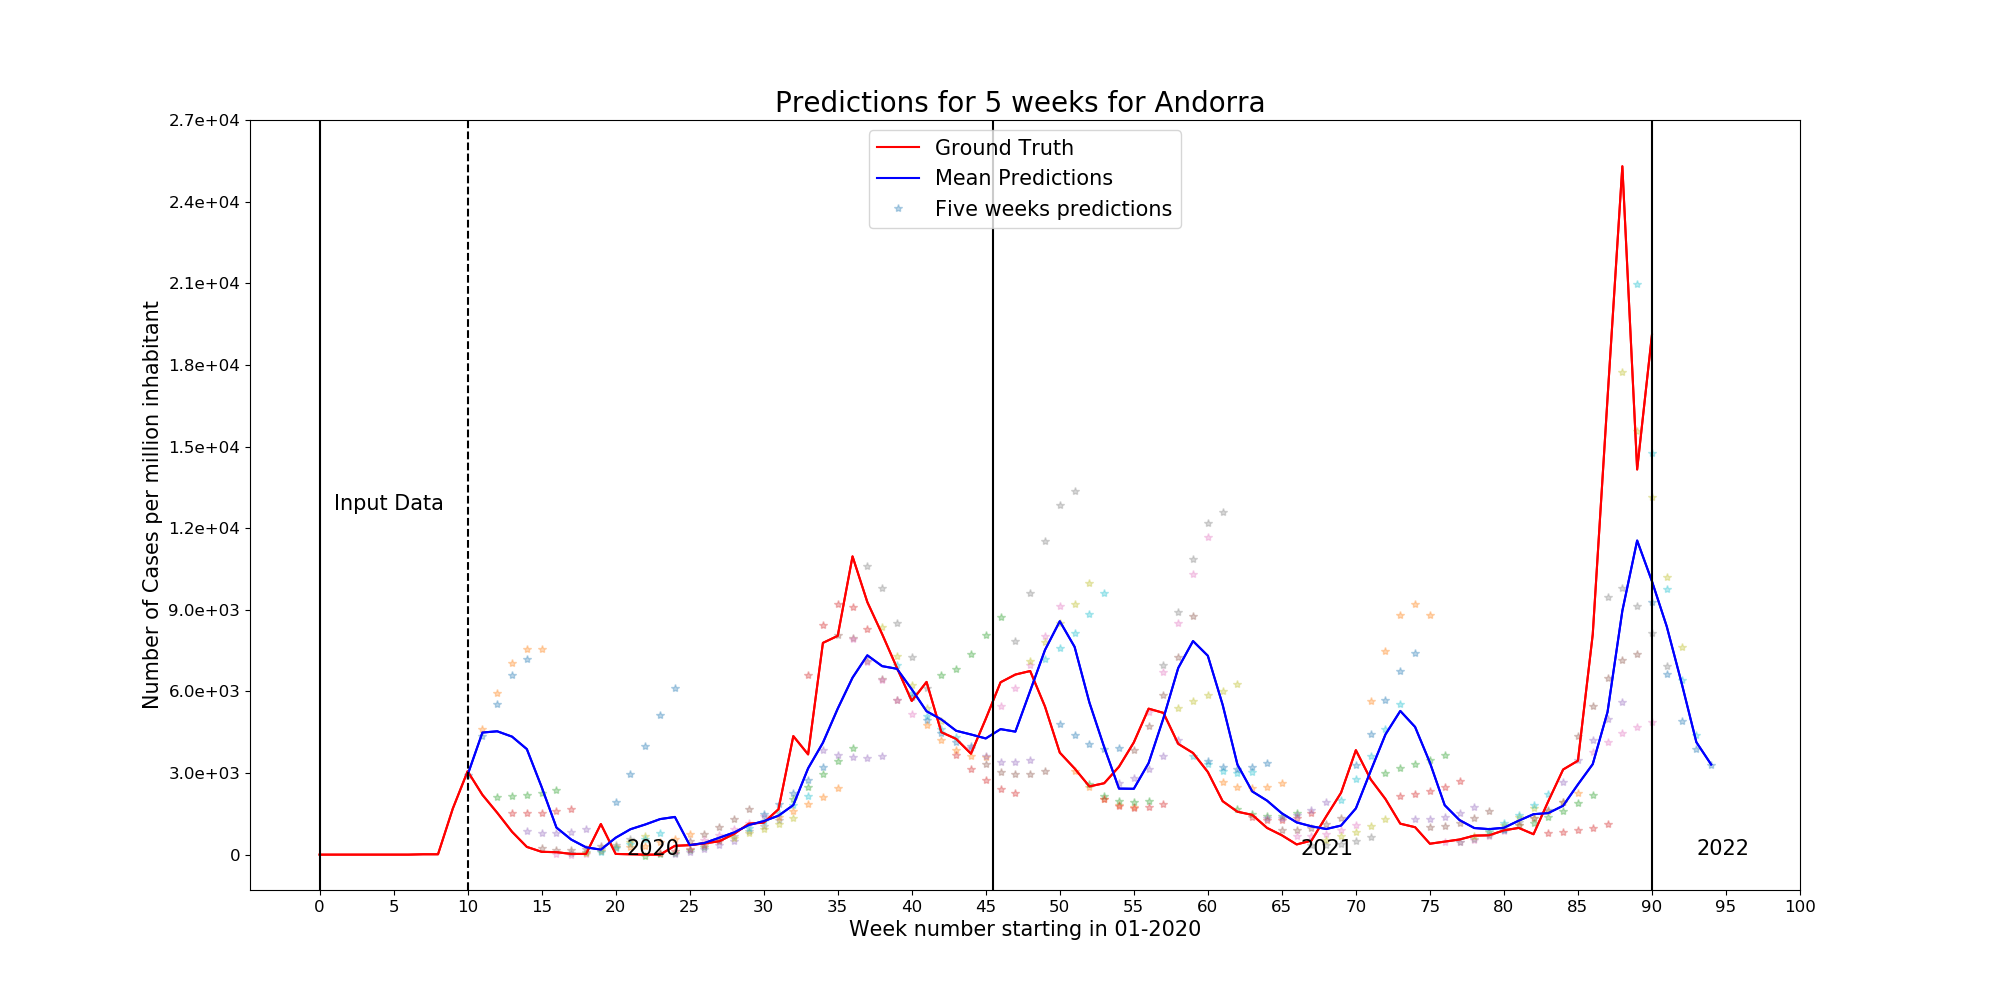 Predictions for 5 weeks for Andorra
Ground Truth
Mean Predictions
Five weeks predictions
Number of Cases per million inhabitant
2.7e+04
2.4e+04
2.1e+04
1.8e+04
1.5e+04
1.2e+04
9.0e+03
6.0e+03
3.0e+03
0
Input Data
2020
2021
2022
0 5 10 15 20 25 30 35 40 45 50 55 60 65 70 75 80 85 90 95 100
Week number starting in 01-2020